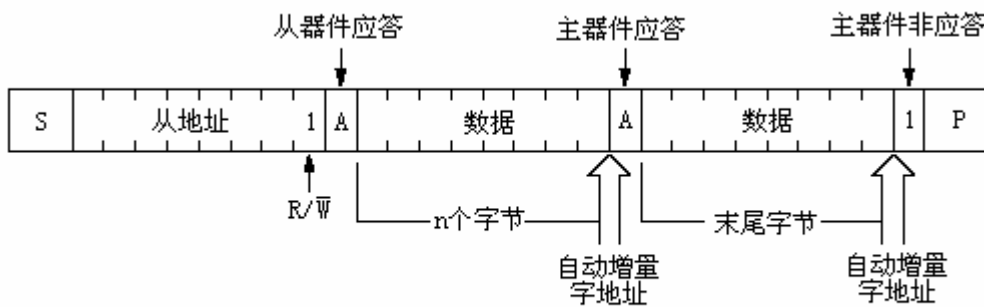 从器件应答 主器件应答 主器件非应答
S 从地址 1 A 数据 A 数据 1 P
R/W̅ n个字节 末尾字节
自动增量 自动增量
字地址 字地址